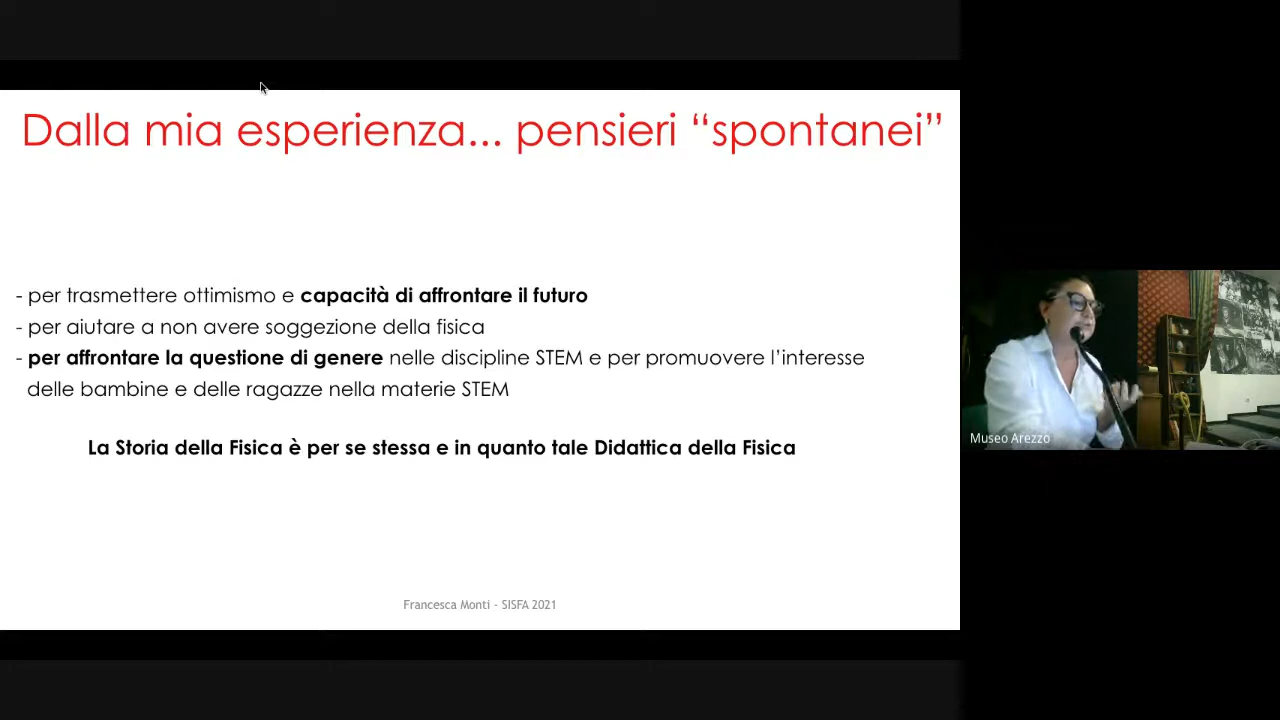 Dalla mia esperienza... pensieri “spontanei”
- per trasmettere ottimismo e capacità di affrontare il futuro
- per aiutare a non avere soggezione della fisica
- per affrontare la questione di genere nelle discipline STEM e per promuovere l’interesse
delle bambine e delle ragazze nella materie STEM
La Storia della Fisica è per se stessa e in quanto tale Didattica della Fisica
Francesca Monti - SISFA 2021
Museo Arezzo